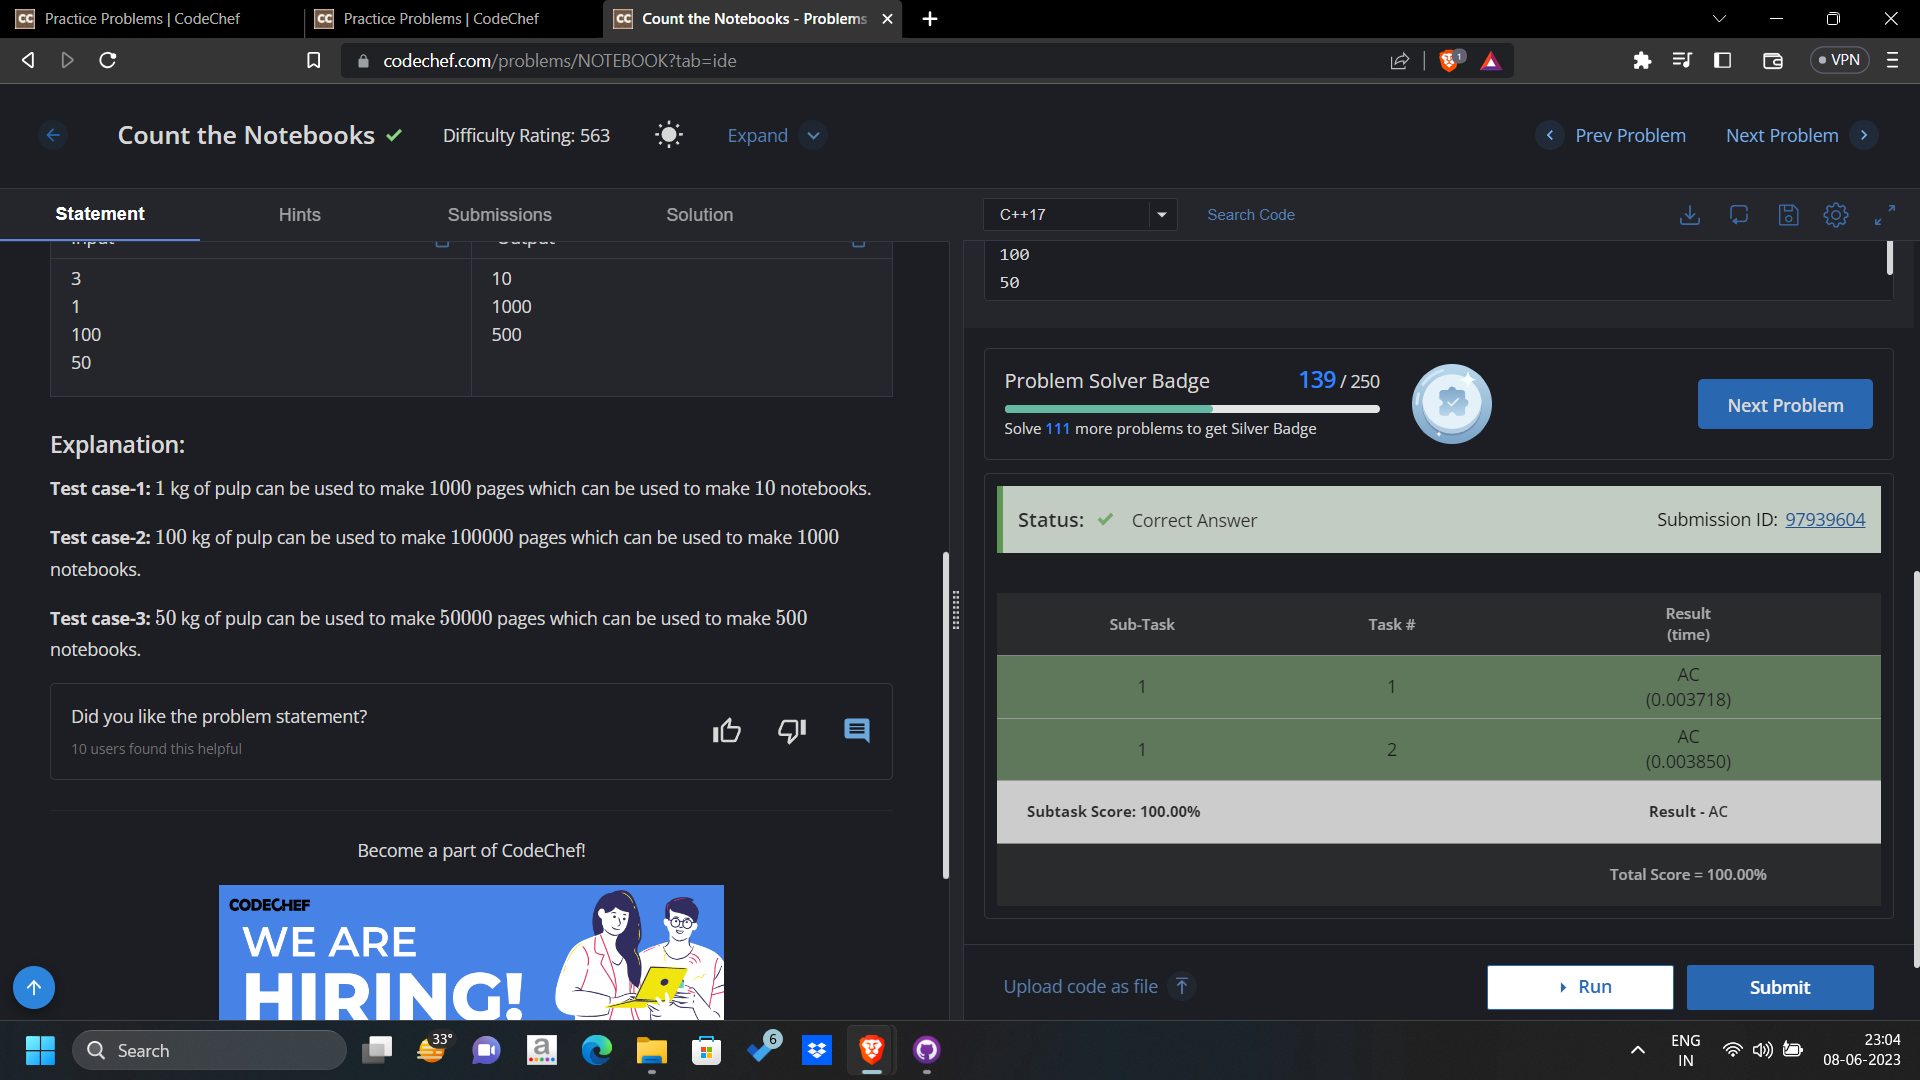 Practice Problems | CodeChef
Practice Problems | CodeChef
Count the Notebooks - Problems
codechef.com/problems/NOTEBOOK?tab=ide
1
VPN
Count the Notebooks
Difficulty Rating: 563
Expand
Prev Problem
Next Problem
Statement
Hints
Submissions
Solution
Input
Output
3
1
100
50
10
1000
500
Explanation:
Test case-1: 1 kg of pulp can be used to make 1000 pages which can be used to make 10 notebooks.
Test case-2: 100 kg of pulp can be used to make 100000 pages which can be used to make 1000
notebooks.
Test case-3: 50 kg of pulp can be used to make 50000 pages which can be used to make 500
notebooks.
Did you like the problem statement?
10 users found this helpful
Become a part of CodeChef!
CODECHEF
WE ARE
HIRING!
C++17
Search Code
100
50
Problem Solver Badge
139 / 250
Solve 111 more problems to get Silver Badge
Next Problem
Status: Correct Answer
Submission ID: 97939604
Sub-Task Task # Result
(time)
1 1 AC
(0.003718)
1 2 AC
(0.003850)
Subtask Score: 100.00% Result - AC
Total Score = 100.00%
Upload code as file
Run
Submit
Search
33°
a
6
ENG
IN
23:04
08-06-2023